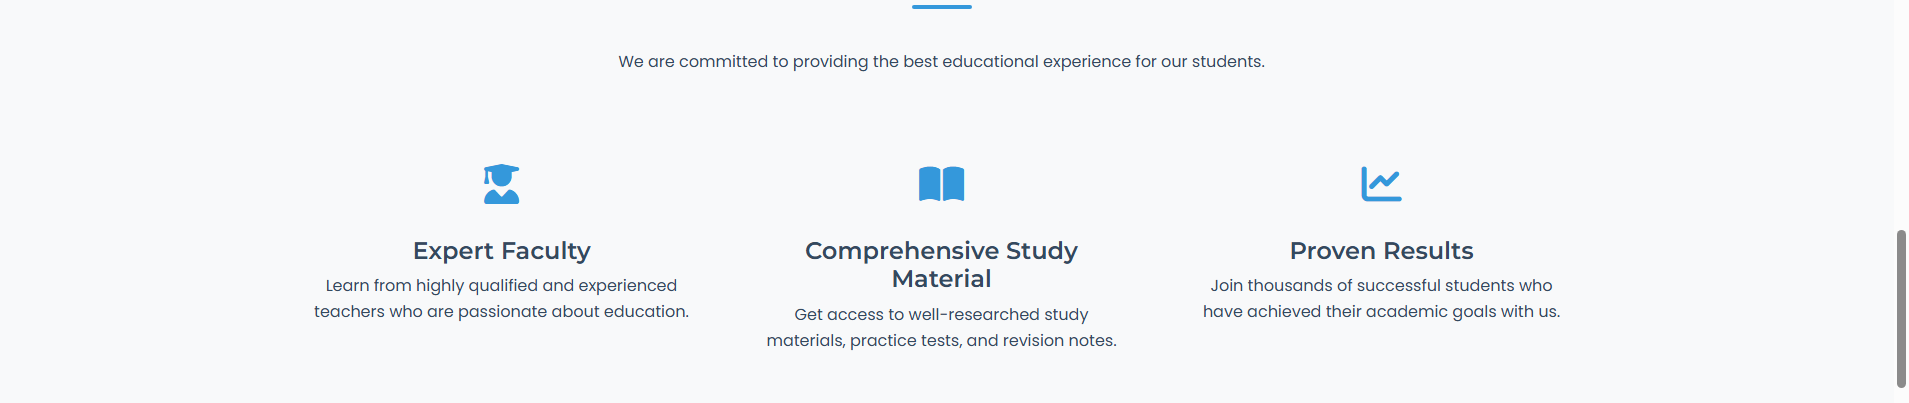 We are committed to providing the best educational experience for our students.
Expert Faculty
Learn from highly qualified and experienced
teachers who are passionate about education.
Comprehensive Study
Material
Get access to well-researched study
materials, practice tests, and revision notes.
Proven Results
Join thousands of successful students who
have achieved their academic goals with us.